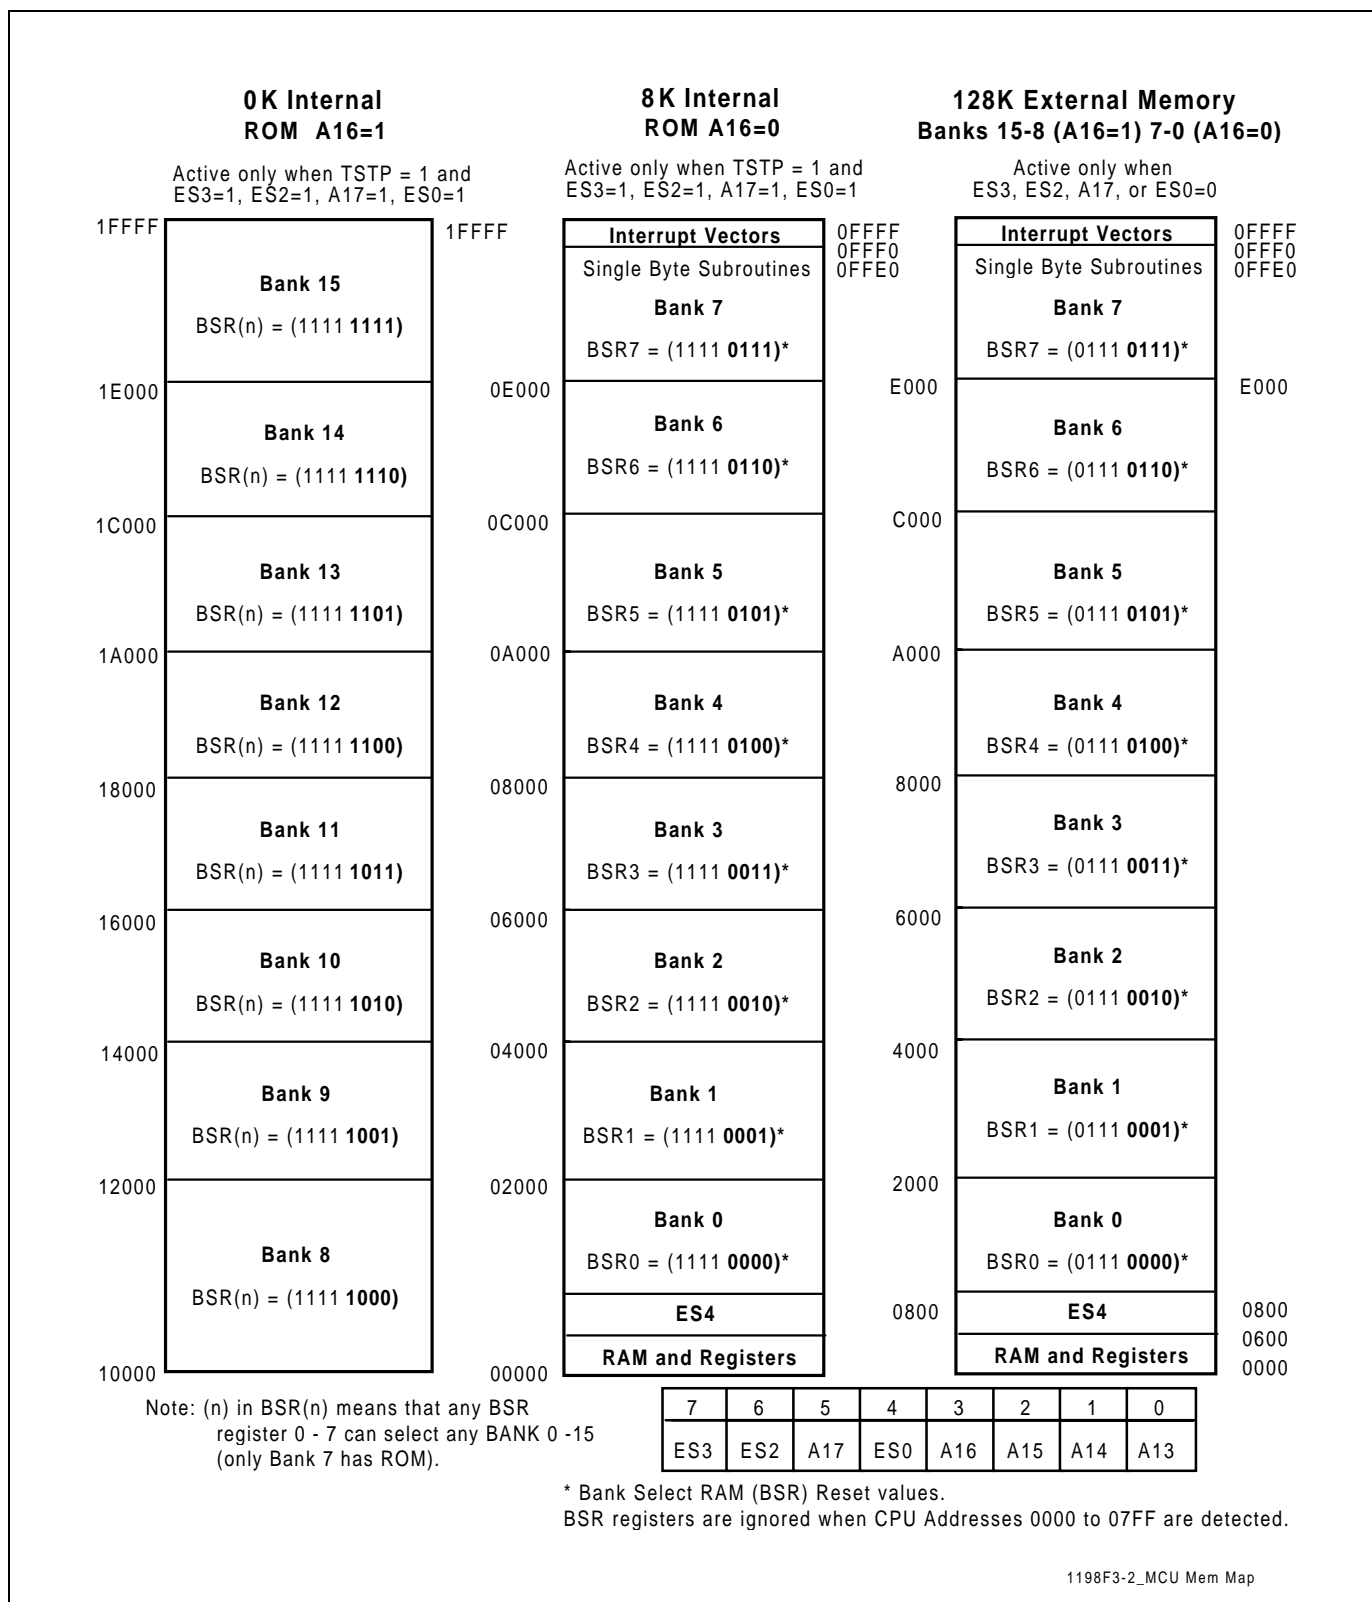 0K Internal
ROM A16=1
Active only when TSTP = 1 and
ES3=1, ES2=1, A17=1, ES0=1
1FFFF
1FFFF
Bank 15
BSR(n) = (1111 1111)
1E000
Bank 14
BSR(n) = (1111 1110)
1C000
Bank 13
BSR(n) = (1111 1101)
1A000
Bank 12
BSR(n) = (1111 1100)
18000
Bank 11
BSR(n) = (1111 1011)
16000
Bank 10
BSR(n) = (1111 1010)
14000
Bank 9
BSR(n) = (1111 1001)
12000
Bank 8
BSR(n) = (1111 1000)
10000
8K Internal
ROM A16=0
Active only when TSTP = 1 and
ES3=1, ES2=1, A17=1, ES0=1
Interrupt Vectors
0FFFF
0FFF0
Single Byte Subroutines
0FFE0
Bank 7
BSR7 = (1111 0111)*
0E000
Bank 6
BSR6 = (1111 0110)*
0C000
Bank 5
BSR5 = (1111 0101)*
0A000
Bank 4
BSR4 = (1111 0100)*
08000
Bank 3
BSR3 = (1111 0011)*
06000
Bank 2
BSR2 = (1111 0010)*
04000
Bank 1
BSR1 = (1111 0001)*
02000
Bank 0
BSR0 = (1111 0000)*
ES4
RAM and Registers
00000
128K External Memory
Banks 15-8 (A16=1) 7-0 (A16=0)
Active only when
ES3, ES2, A17, or ES0=0
Interrupt Vectors
0FFFF
0FFF0
Single Byte Subroutines
0FFE0
Bank 7
BSR7 = (0111 0111)*
E000
E000
Bank 6
BSR6 = (0111 0110)*
C000
Bank 5
BSR5 = (0111 0101)*
A000
Bank 4
BSR4 = (0111 0100)*
8000
Bank 3
BSR3 = (0111 0011)*
6000
Bank 2
BSR2 = (0111 0010)*
4000
Bank 1
BSR1 = (0111 0001)*
2000
Bank 0
BSR0 = (0111 0000)*
0800
ES4
0800
0600
RAM and Registers
0000
Note: (n) in BSR(n) means that any BSR
register 0 - 7 can select any BANK 0 -15
(only Bank 7 has ROM).
7 6 5 4 3 2 1 0
ES3 ES2 A17 ES0 A16 A15 A14 A13
* Bank Select RAM (BSR) Reset values.
BSR registers are ignored when CPU Addresses 0000 to 07FF are detected.
1198F3-2_MCU Mem Map